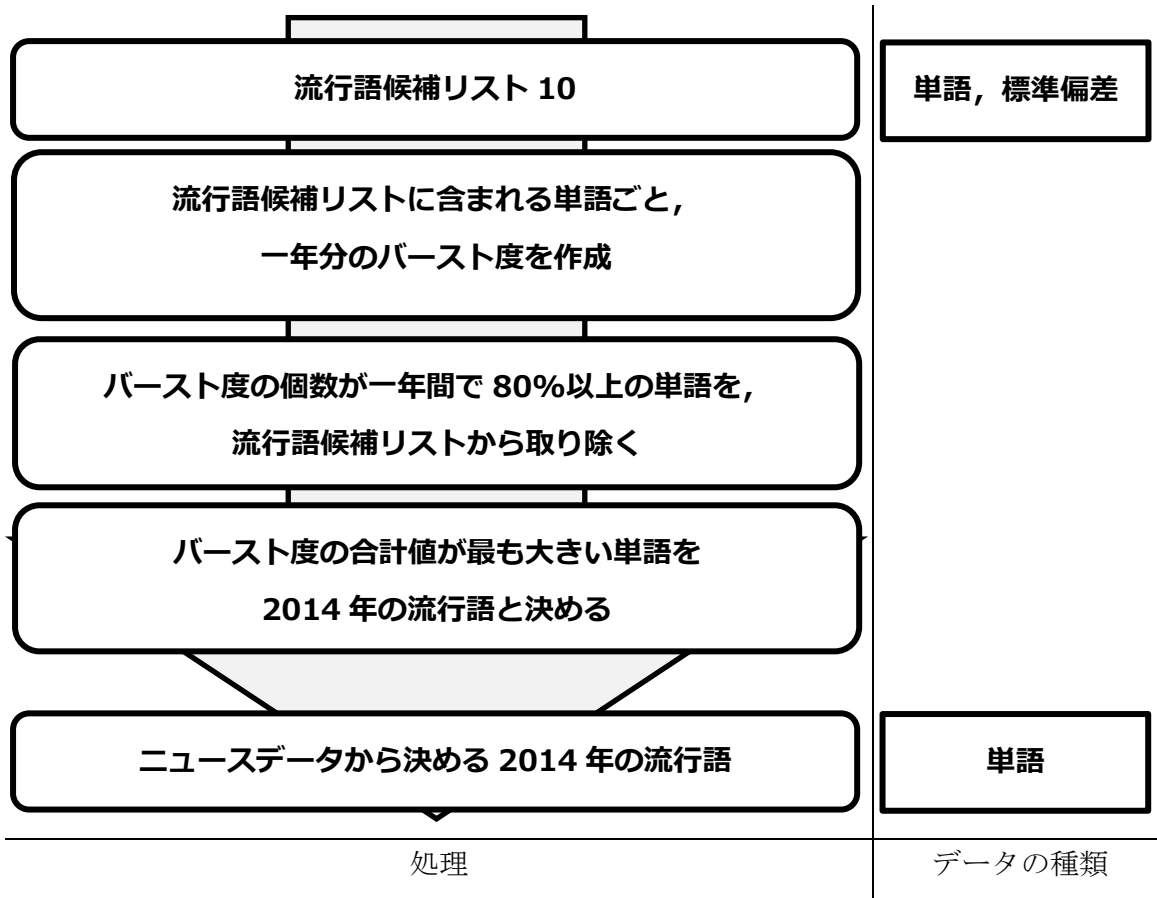 流行語候補リスト 10
単語，標準偏差
流行語候補リストに含まれる単語ごと，
一年分のバースト度を作成
バースト度の個数が一年間で 80%以上の単語を，
流行語候補リストから取り除く
バースト度の合計値が最も大きい単語を
2014 年の流行語と決める
ニュースデータから決める 2014 年の流行語
単語
処理
データの種類